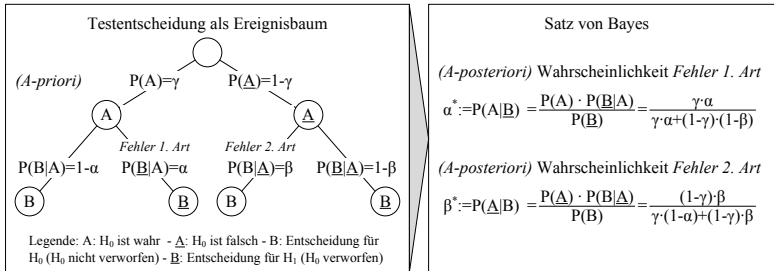 Testentscheidung als Ereignisbaum
(A-priori)
P(A)=γ
P(A̲)=1-γ
A
A̲
Fehler 1. Art
Fehler 2. Art
P(B|A)=1-α
P(B̲|A)=α
P(B|A̲)=β
P(B̲|A̲)=1-β
B
B̲
B
B̲
Legende: A: H₀ ist wahr - A̲: H₀ ist falsch - B: Entscheidung für
H₀ (H₀ nicht verworfen) - B̲: Entscheidung für H₁ (H₀ verworfen)
Satz von Bayes
(A-posteriori) Wahrscheinlichkeit Fehler 1. Art
α*:=P(A|B̲) = P(A) · P(B̲|A) / P(B̲) = γ·α / γ·α+(1-γ)·(1-β)
(A-posteriori) Wahrscheinlichkeit Fehler 2. Art
β*:=P(A̲|B) = P(A̲) · P(B|A̲) / P(B) = (1-γ)·β / γ·(1-α)+(1-γ)·β